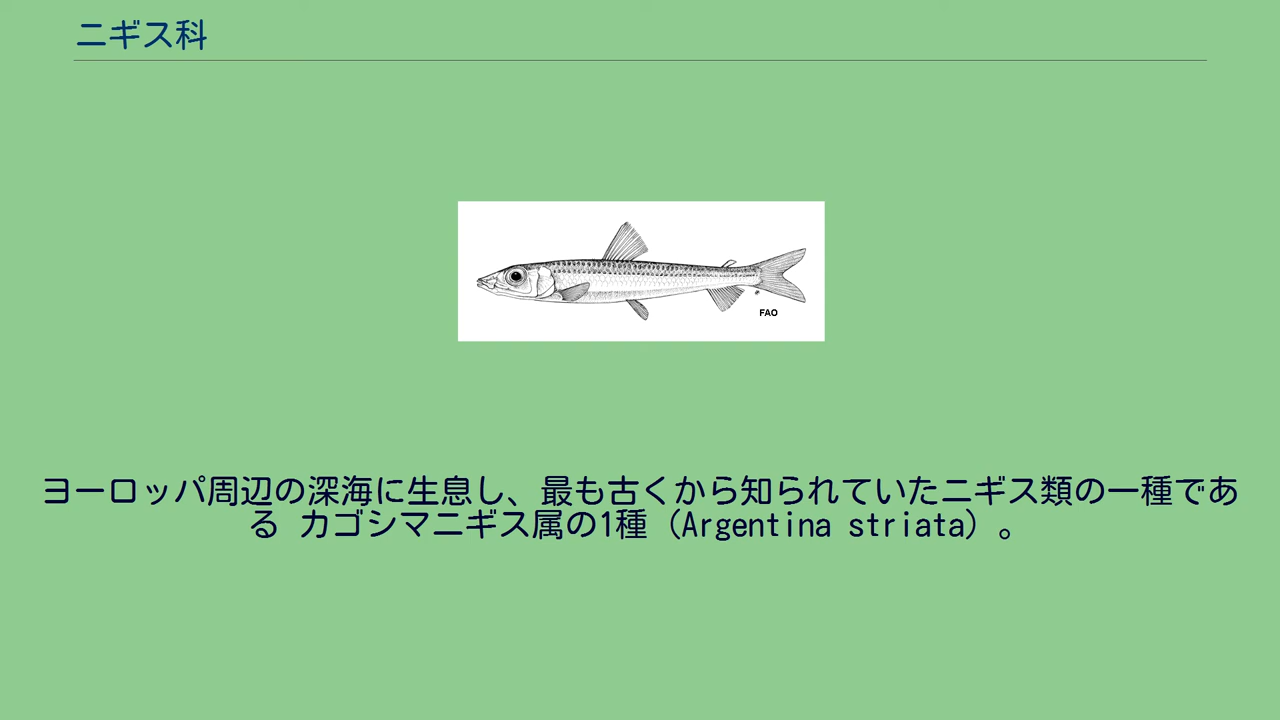 ニギス科
FAO
ヨーロッパ周辺の深海に生息し、最も古くから知られていたニギス類の一種であ
る カゴシマニギス属の1種（Argentina striata）。